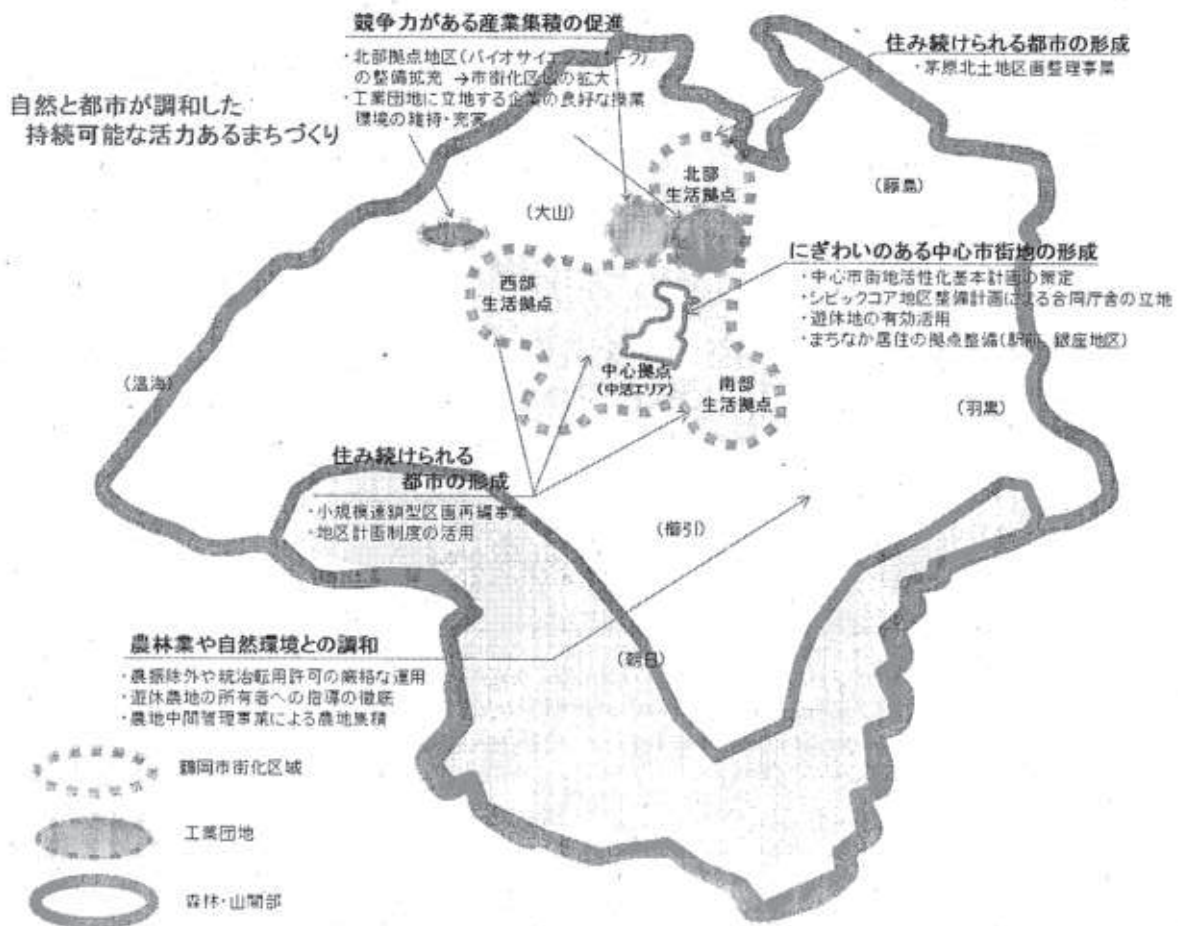 自然と都市が調和した
持続可能な活力あるまちづくり
競争力がある産業集積の促進
・北部拠点地区(バイオサイエンスパーク)
の整備拡充 →市街化区域の拡大
・工業団地に立地する企業の良好な操業
環境の維持・充実
住み続けられる都市の形成
・茅原北土地区画整理事業
北部
生活拠点
(藤島)
(大山)
にぎわいのある中心市街地の形成
・中心市街地活性化基本計画の策定
・シビックコア地区整備計画による合同庁舎の立地
・遊休地の有効活用
・まちなか居住の拠点整備(駅前、銀座地区)
西部
生活拠点
中心拠点
(中活エリア)
南部
生活拠点
(温海)
(羽黒)
住み続けられる
都市の形成
・小規模連鎖型区画再編事業
・地区計画制度の活用
(櫛引)
農林業や自然環境との調和
(朝日)
・農振除外や統治転用許可の厳格な運用
・遊休農地の所有者への指導の徹底
・農地中間管理事業による農地集積
鶴岡市街化区域
工業団地
森林・山間部